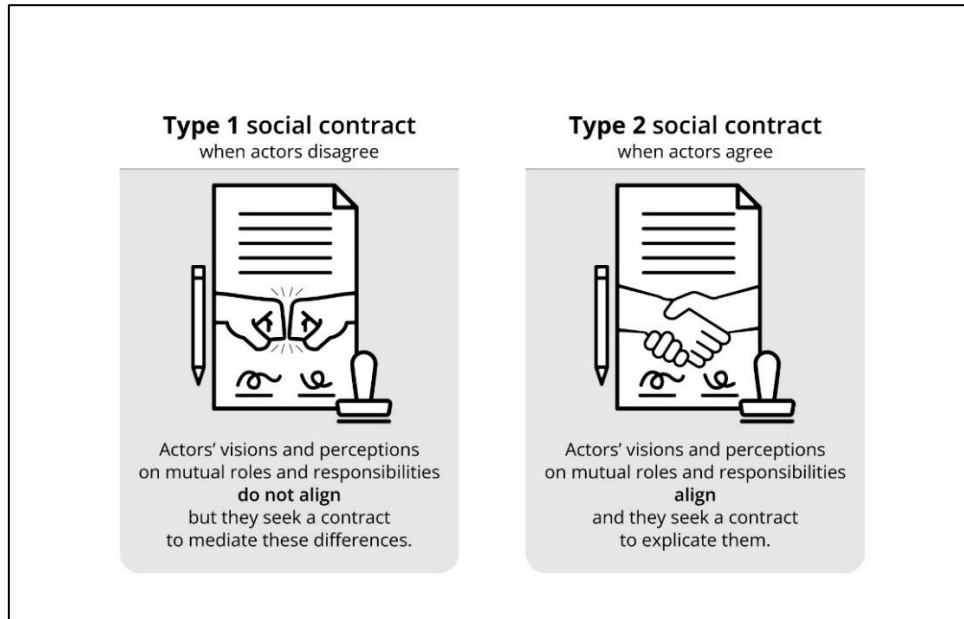 Type 1 social contract
when actors disagree
Actors’ visions and perceptions
on mutual roles and responsibilities
do not align
but they seek a contract
to mediate these differences.
Type 2 social contract
when actors agree
Actors’ visions and perceptions
on mutual roles and responsibilities
align
and they seek a contract
to explicate them.